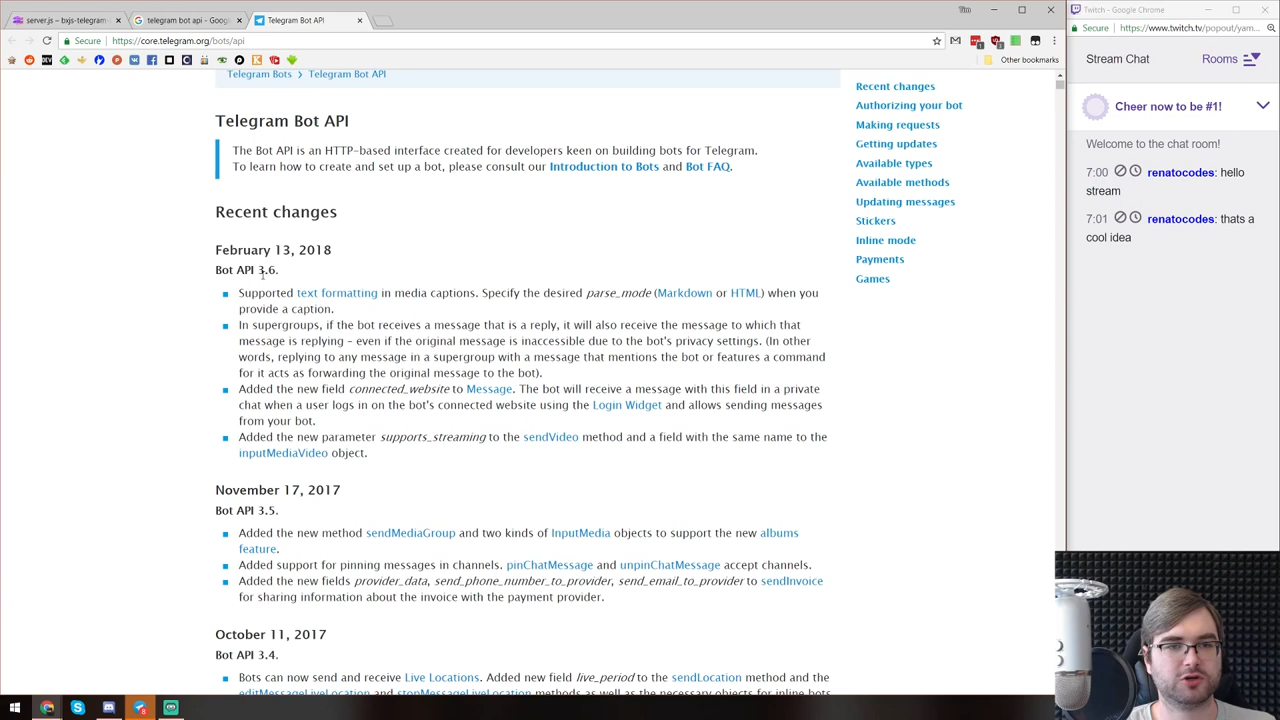 server.js – bxjs-telegram-
telegram bot api - Goog
Telegram Bot API
Tim
Secure
https://core.telegram.org/bots/api
Other bookmarks
Telegram Bots > Telegram Bot API
Telegram Bot API
The Bot API is an HTTP-based interface created for developers keen on building bots for Telegram.
To learn how to create and set up a bot, please consult our Introduction to Bots and Bot FAQ.
Recent changes
February 13, 2018
Bot API 3.6.
Supported text formatting in media captions. Specify the desired parse_mode (Markdown or HTML) when you
provide a caption.
In supergroups, if the bot receives a message that is a reply, it will also receive the message to which that
message is replying – even if the original message is inaccessible due to the bot's privacy settings. (In other
words, replying to any message in a supergroup with a message that mentions the bot or features a command
for it acts as forwarding the original message to the bot).
Added the new field connected_website to Message. The bot will receive a message with this field in a private
chat when a user logs in on the bot's connected website using the Login Widget and allows sending messages
from your bot.
Added the new parameter supports_streaming to the sendVideo method and a field with the same name to the
inputMediaVideo object.
November 17, 2017
Bot API 3.5.
Added the new method sendMediaGroup and two kinds of InputMedia objects to support the new albums
feature.
Added support for pinning messages in channels. pinChatMessage and unpinChatMessage accept channels.
Added the new fields provider_data, send_phone_number_to_provider, send_email_to_provider to sendInvoice
for sharing information about the invoice with the payment provider.
October 11, 2017
Bot API 3.4.
Bots can now send and receive Live Locations. Added new field live_period to the sendLocation method and the
editMessageLiveLocation and stopMessageLiveLocation methods as well as the necessary objects for inline bots
Recent changes
Authorizing your bot
Making requests
Getting updates
Available types
Available methods
Updating messages
Stickers
Inline mode
Payments
Games
Twitch - Google Chrome
Secure
https://www.twitch.tv/popout/yam...
Stream Chat
Rooms
Cheer now to be #1!
Welcome to the chat room!
7:00 renatocodes: hello
stream
7:01 renatocodes: thats a
cool idea